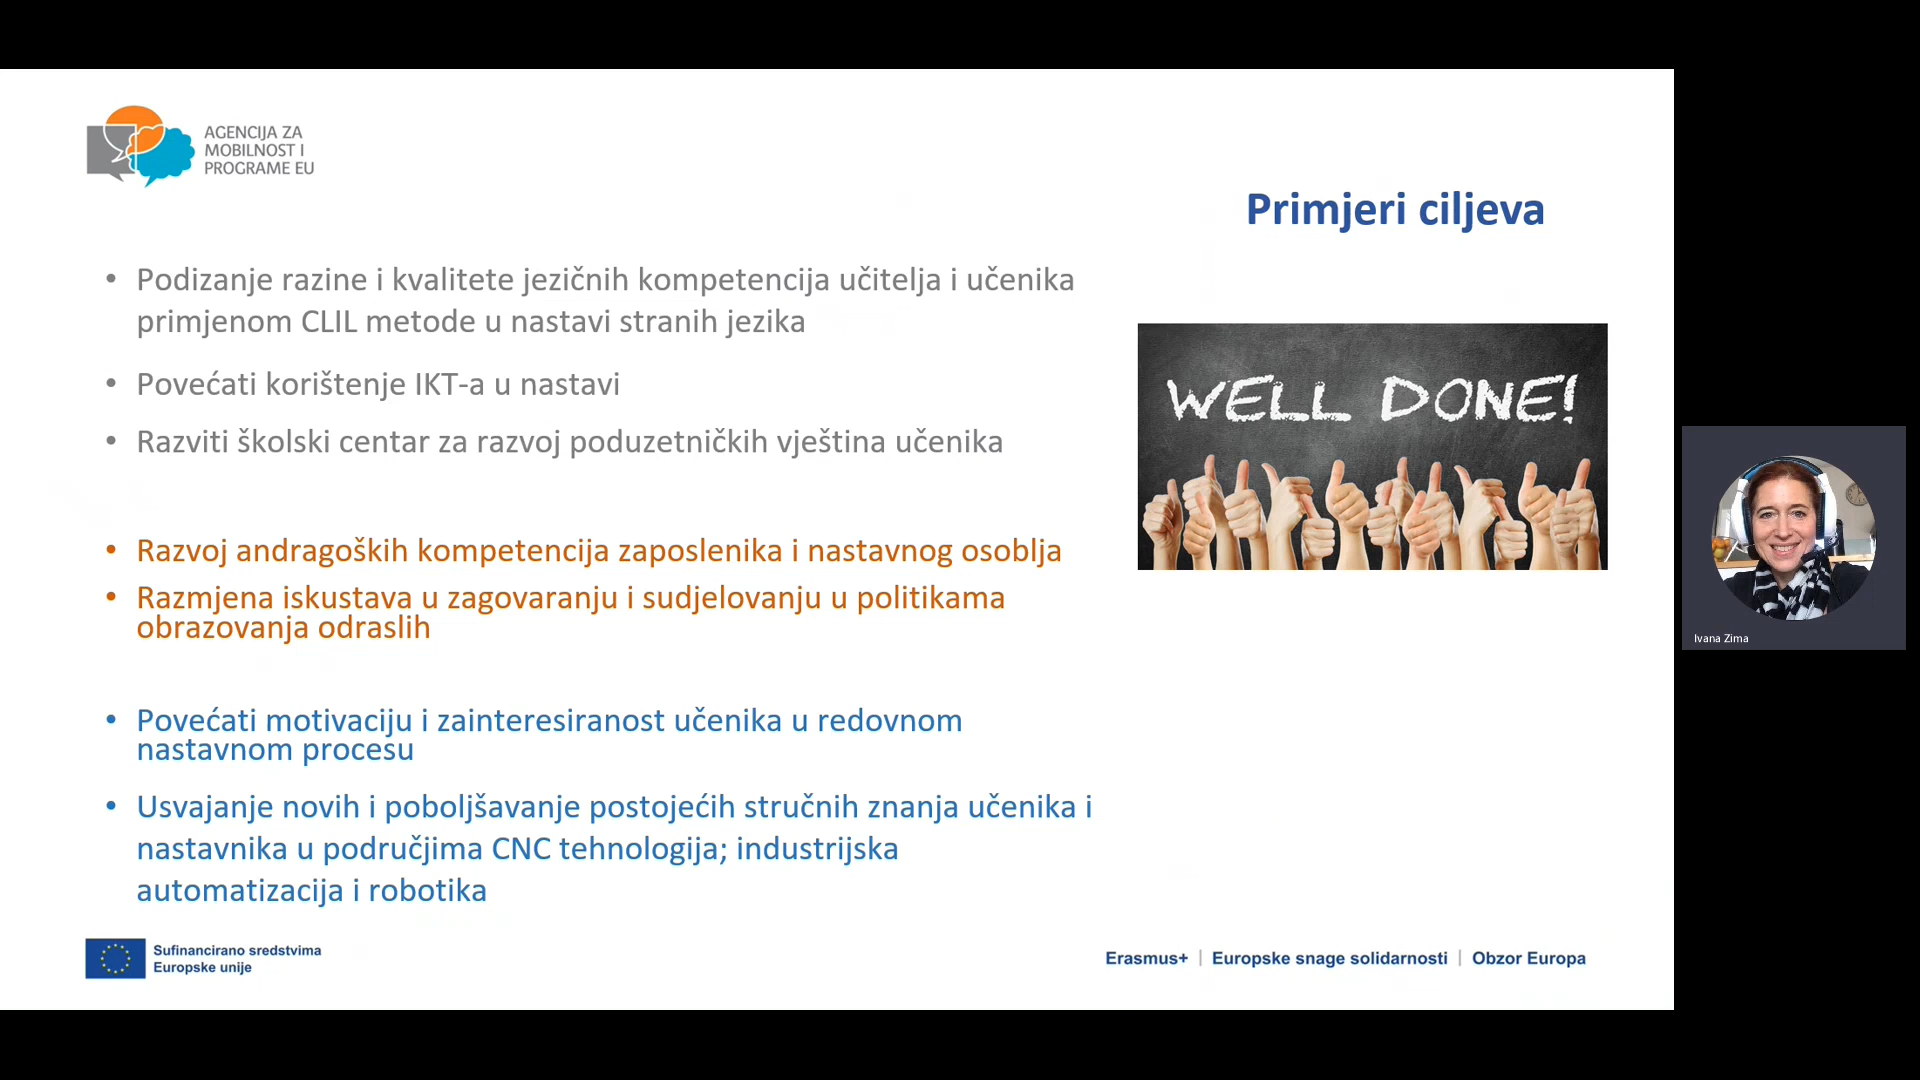 AGENCIJA ZA
MOBILNOST I
PROGRAME EU
Primjeri ciljeva
• Podizanje razine i kvalitete jezičnih kompetencija učitelja i učenika
primjenom CLIL metode u nastavi stranih jezika
• Povećati korištenje IKT-a u nastavi
• Razviti školski centar za razvoj poduzetničkih vještina učenika
• Razvoj andragoških kompetencija zaposlenika i nastavnog osoblja
• Razmjena iskustava u zagovaranju i sudjelovanju u politikama
obrazovanja odraslih
• Povećati motivaciju i zainteresiranost učenika u redovnom
nastavnom procesu
• Usvajanje novih i poboljšavanje postojećih stručnih znanja učenika i
nastavnika u područjima CNC tehnologija; industrijska
automatizacija i robotika
WELL DONE!
Ivana Zima
Sufinancirano sredstvima
Europske unije
Erasmus+ | Europske snage solidarnosti | Obzor Europa